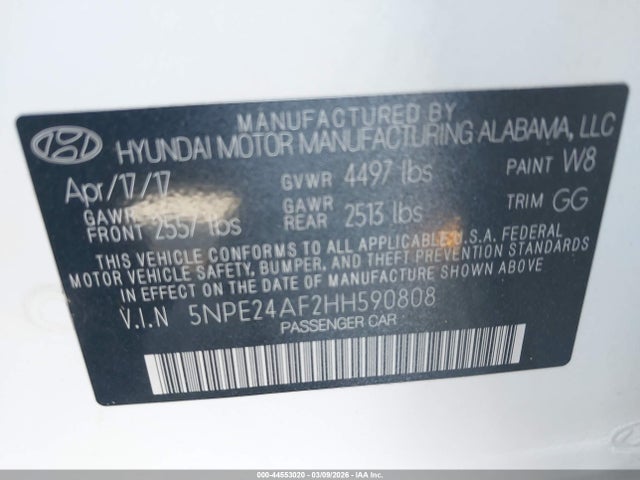 MANUFACTURED BY
HYUNDAI MOTOR MANUFACTURING ALABAMA, LLC
Apr/17/17 GVWR 4497 lbs PAINT W8
GAWR FRONT 2557 lbs GAWR REAR 2513 lbs TRIM GG
THIS VEHICLE CONFORMS TO ALL APPLICABLE U.S.A. FEDERAL
MOTOR VEHICLE SAFETY, BUMPER, AND THEFT PREVENTION STANDARDS
IN EFFECT ON THE DATE OF MANUFACTURE SHOWN ABOVE.
V.I.N 5NPE24AF2HH590808
PASSENGER CAR
000-44553020 - 03/09/2026 - IAA Inc.